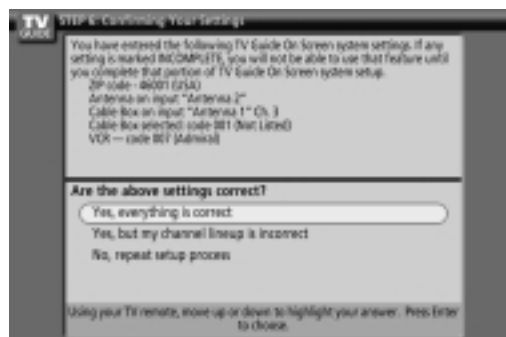 TV
GUIDE
STEP 6: Confirming Your Settings
You have entered the following TV Guide On Screen system settings. If any
setting is marked INCOMPLETE, you will not be able to use that feature until
you complete that portion of TV Guide On Screen system setup.
ZIP code - 46001 (USA)
Antenna on input "Antenna 2"
Cable Box on input "Antenna 1" Ch. 3
Cable Box selected: code 001 (Not Listed)
VCR — code 007 (Admiral)
Are the above settings correct?
Yes, everything is correct
Yes, but my channel lineup is incorrect
No, repeat setup process
Using your TV remote, move up or down to highlight your answer. Press Enter
to choose.